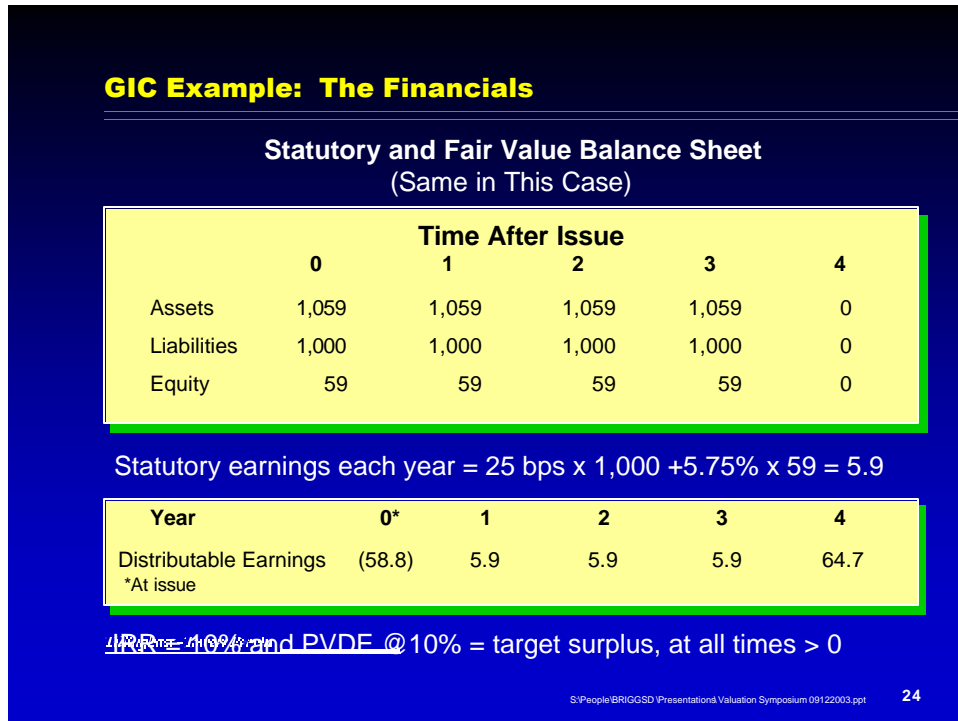 GIC Example: The Financials
Statutory and Fair Value Balance Sheet
(Same in This Case)
Time After Issue
0 1 2 3 4
Assets 1,059 1,059 1,059 1,059 0
Liabilities 1,000 1,000 1,000 1,000 0
Equity 59 59 59 59 0
Statutory earnings each year = 25 bps x 1,000 +5.75% x 59 = 5.9
Year 0* 1 2 3 4
Distributable Earnings (58.8) 5.9 5.9 5.9 64.7
*At issue
IRR = 10% and PVDE @10% = target surplus, at all times > 0
S:\People\BRIGGSD\Presentations\Valuation Symposium 09122003.ppt 24